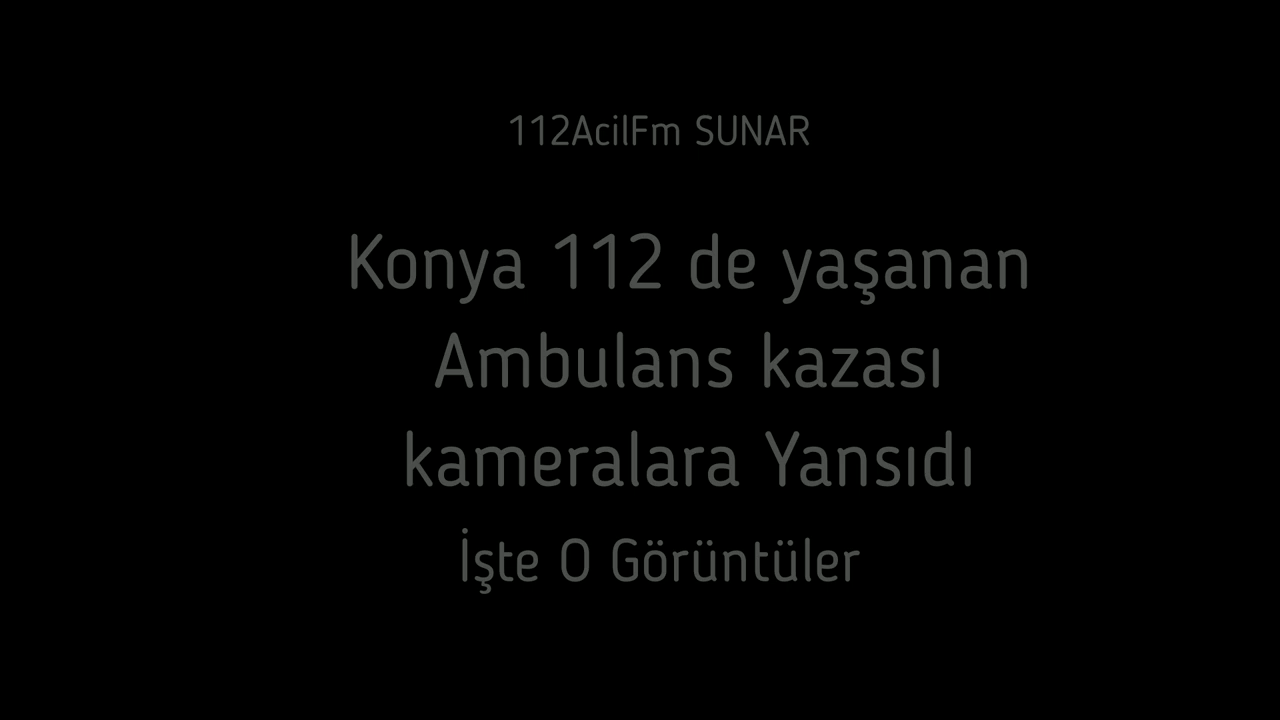 112AcilFm SUNAR
Konya 112 de yaşanan
Ambulans kazası
kameralara Yansıdı
İşte O Görüntüler